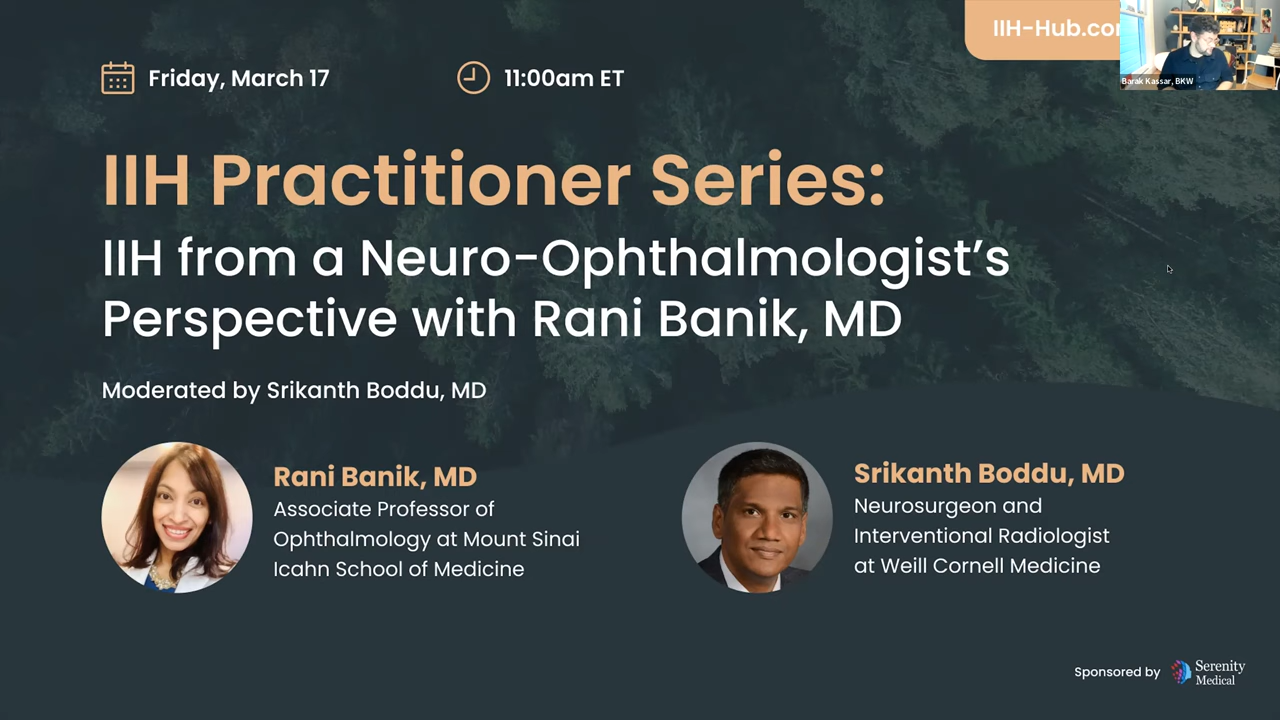 Friday, March 17
11:00am ET
IIH-Hub.co
Barak Kassar, BKW
IIH Practitioner Series:
IIH from a Neuro-Ophthalmologist’s
Perspective with Rani Banik, MD
Moderated by Srikanth Boddu, MD
Rani Banik, MD
Associate Professor of
Ophthalmology at Mount Sinai
Icahn School of Medicine
Srikanth Boddu, MD
Neurosurgeon and
Interventional Radiologist
at Weill Cornell Medicine
Sponsored by
Serenity
Medical